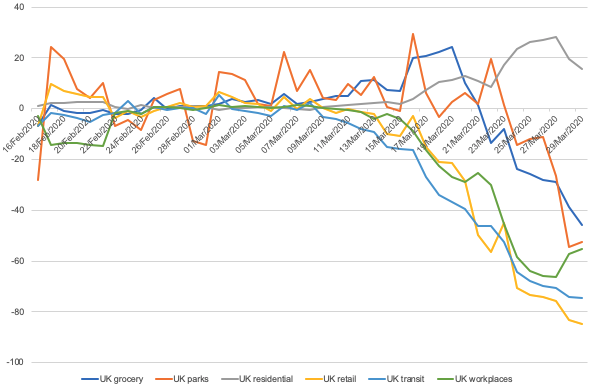 40
20
0
-20
-40
-60
-80
-100
16/Feb/2020
18/Feb/2020
20/Feb/2020
22/Feb/2020
24/Feb/2020
26/Feb/2020
28/Feb/2020
01/Mar/2020
03/Mar/2020
05/Mar/2020
07/Mar/2020
09/Mar/2020
11/Mar/2020
13/Mar/2020
15/Mar/2020
17/Mar/2020
19/Mar/2020
21/Mar/2020
23/Mar/2020
25/Mar/2020
27/Mar/2020
29/Mar/2020
UK grocery UK parks UK residential UK retail UK transit UK workplaces